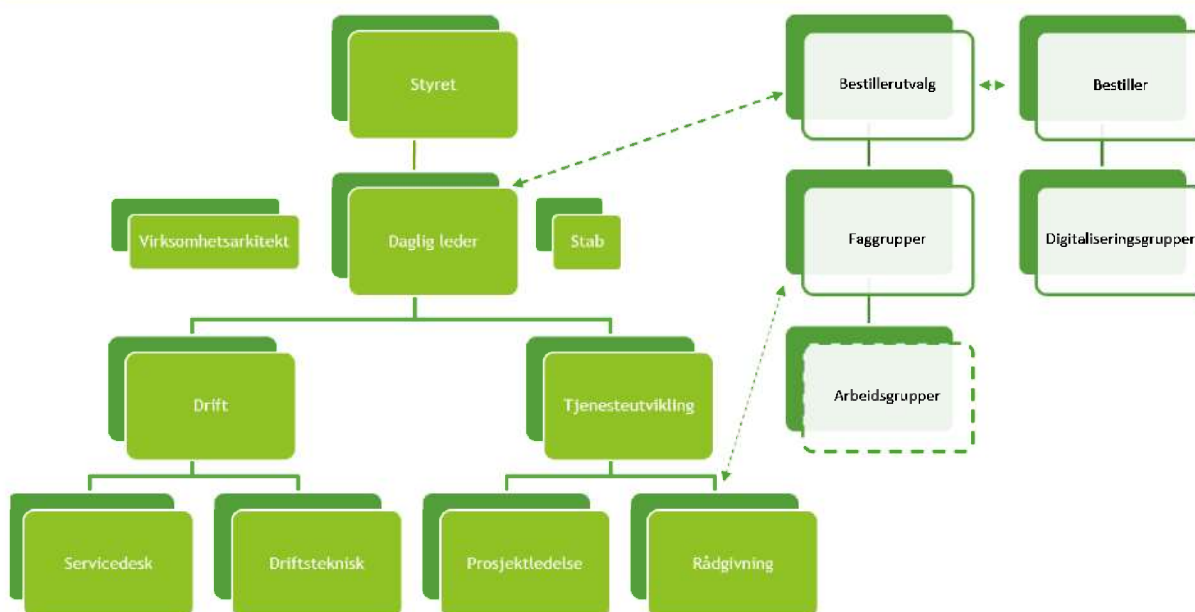 Styret
Bestillerutvalg
Bestiller
Virksomhetsarkitekt
Daglig leder
Stab
Faggrupper
Digitaliseringsgrupper
Drift
Tjenesteutvikling
Arbeidsgrupper
Servicedesk
Driftsteknisk
Prosjektledelse
Rådgivning